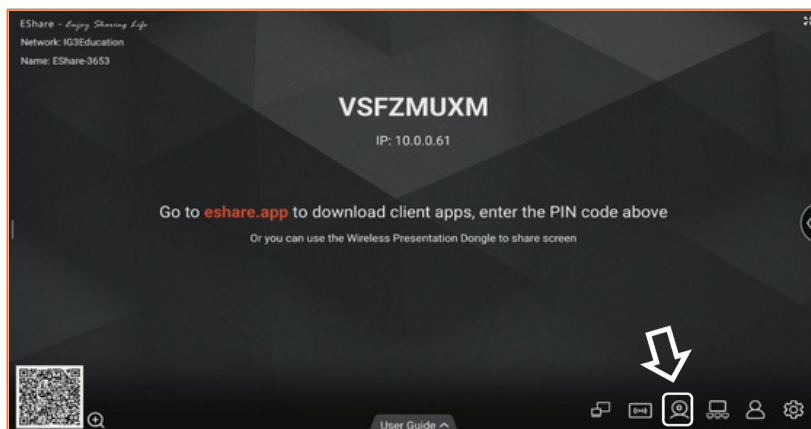 EShare - Enjoy Sharing Life
Network: IG3Education
Name: EShare-3653
VSFZMUXM
IP: 10.0.0.61
Go to eshare.app to download client apps, enter the PIN code above
Or you can use the Wireless Presentation Dongle to share screen
User Guide